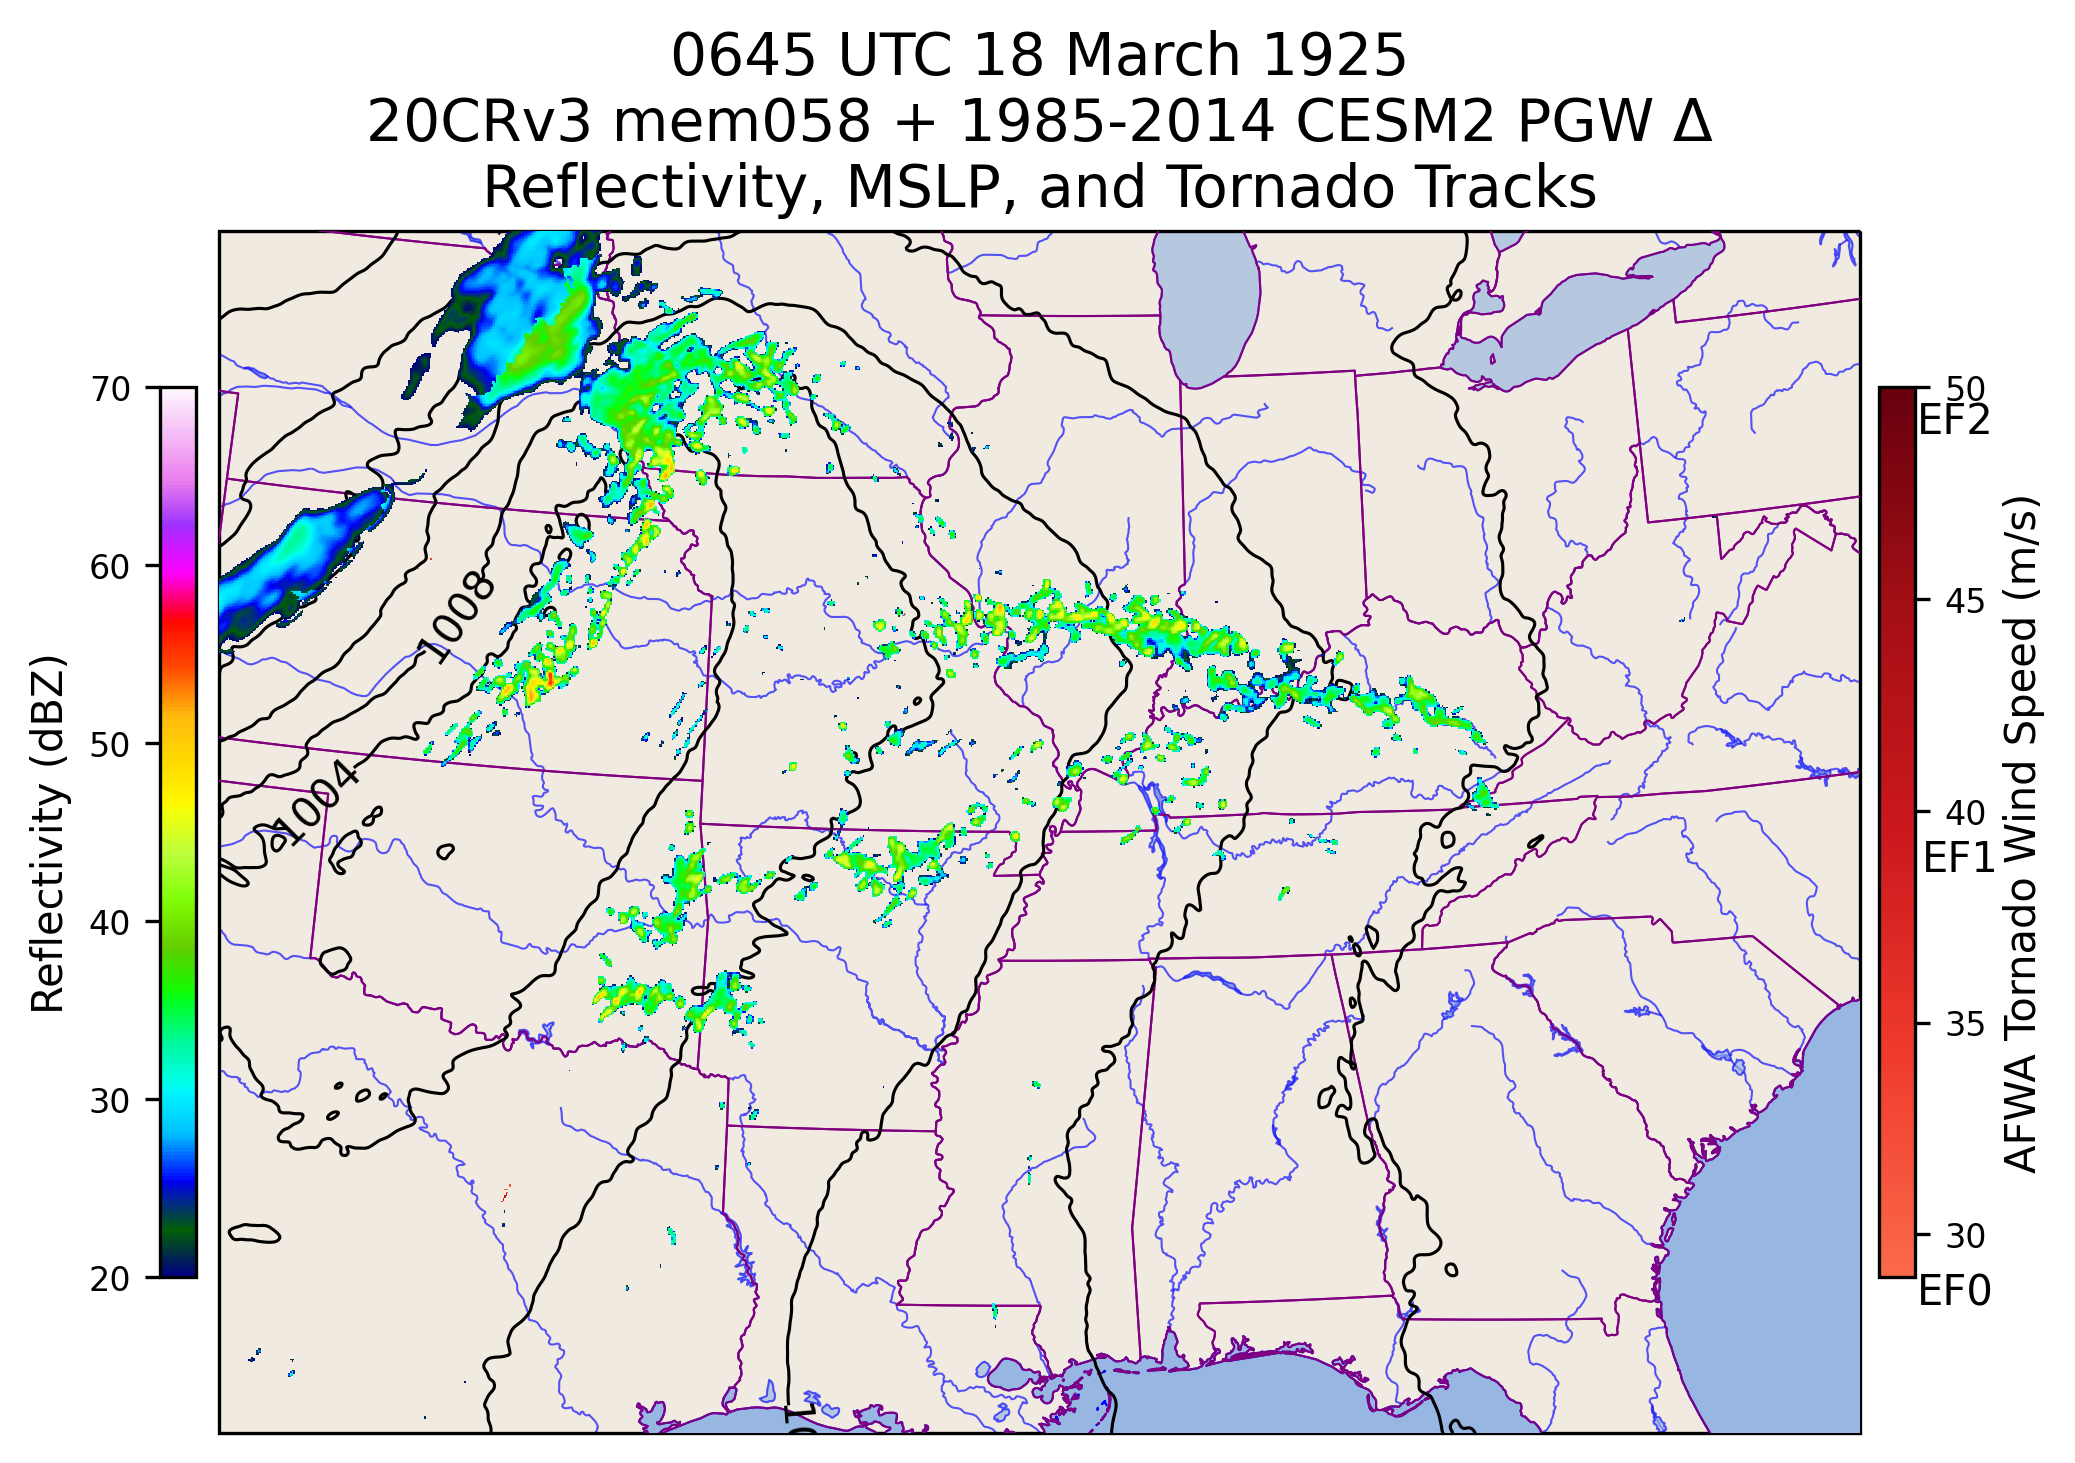 0645 UTC 18 March 1925
20CRv3 mem058 + 1985-2014 CESM2 PGW Δ
Reflectivity, MSLP, and Tornado Tracks
70
60
50
40
30
20
Reflectivity (dBZ)
1008
1004
50
EF2
45
40
EF1
35
30
EF0
AFWA Tornado Wind Speed (m/s)